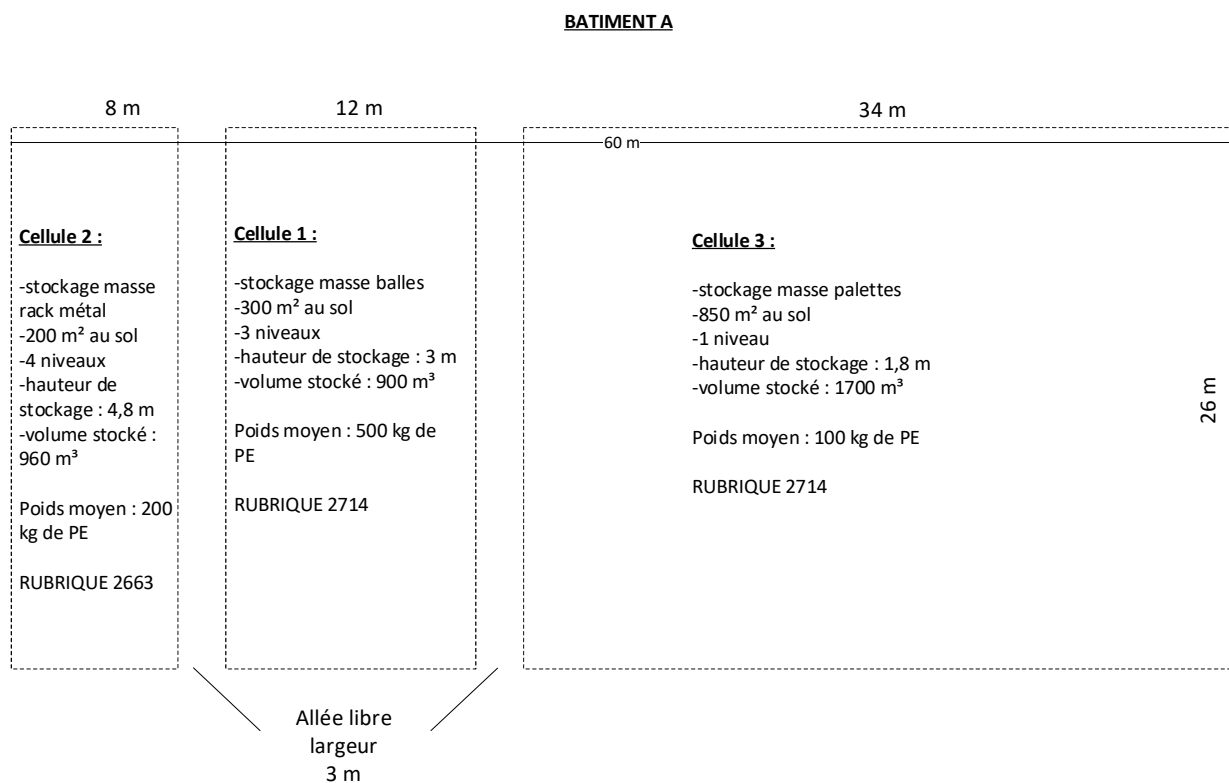 BATIMENT A
8 m
12 m
34 m
60 m
Cellule 2 :
-stockage masse
rack métal
-200 m² au sol
-4 niveaux
-hauteur de
stockage : 4,8 m
-volume stocké :
960 m³
Poids moyen : 200
kg de PE
RUBRIQUE 2663
Cellule 1 :
-stockage masse balles
-300 m² au sol
-3 niveaux
-hauteur de stockage : 3 m
-volume stocké : 900 m³
Poids moyen : 500 kg de
PE
RUBRIQUE 2714
Cellule 3 :
-stockage masse palettes
-850 m² au sol
-1 niveau
-hauteur de stockage : 1,8 m
-volume stocké : 1700 m³
Poids moyen : 100 kg de PE
RUBRIQUE 2714
26 m
Allée libre
largeur
3 m